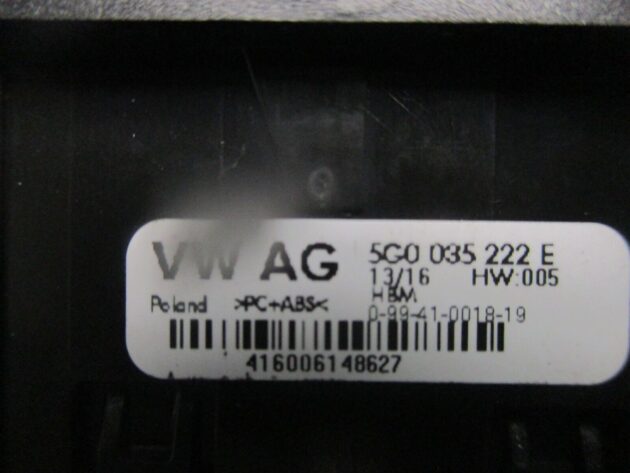 VW AG 5G0 035 222 E
13/16 HW:005
HBM
Poland >PC+ABS< 0-99-41-0018-19
416006148627